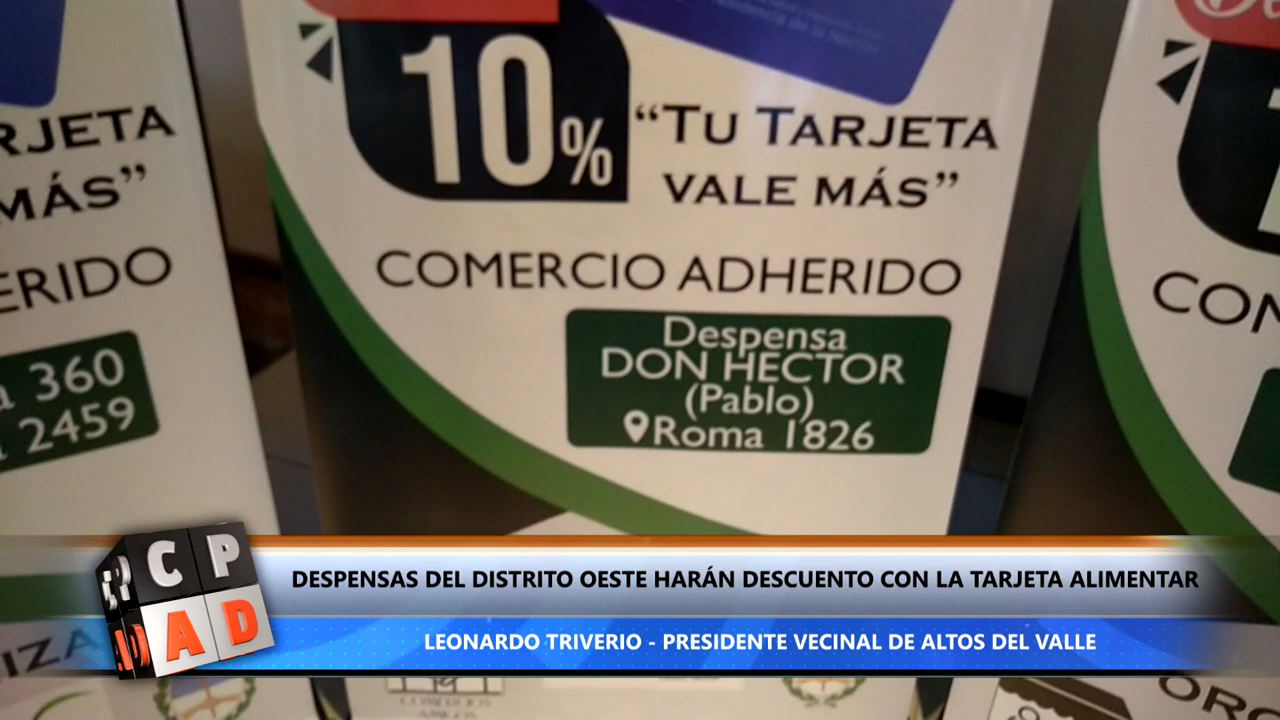 RJETA
MÁS”
ERIDO
360
2459
10%
“TU TARJETA
VALE MÁS”
COMERCIO ADHERIDO
Despensa
DON HECTOR
(Pablo)
Roma 1826
CON
CP
AD
DESPENSAS DEL DISTRITO OESTE HARÁN DESCUENTO CON LA TARJETA ALIMENTAR
LEONARDO TRIVERIO - PRESIDENTE VECINAL DE ALTOS DEL VALLE
IZA
ORG